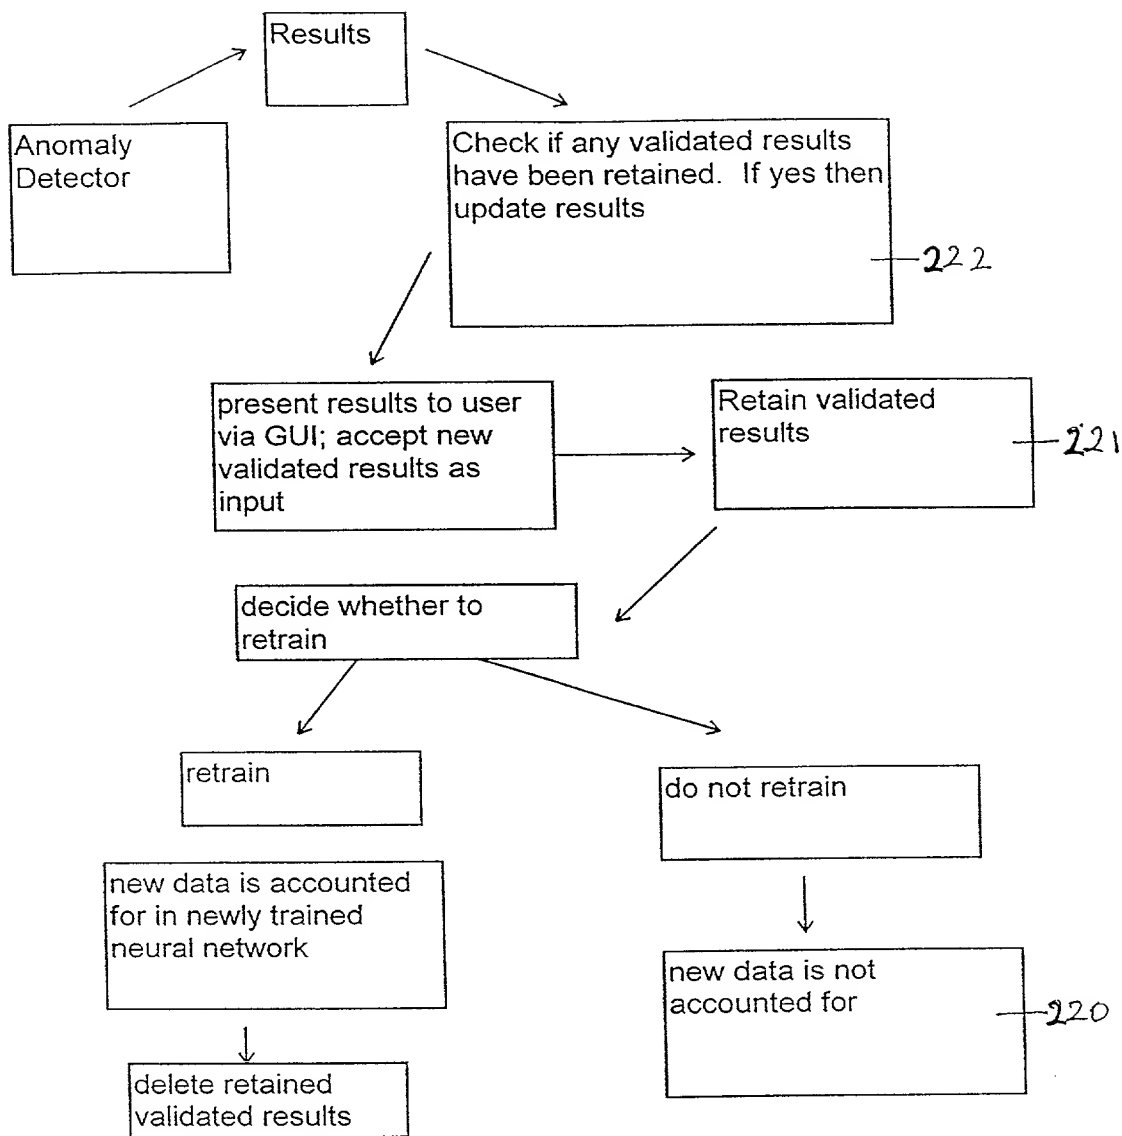 Results
Anomaly
Detector
Check if any validated results
have been retained. If yes then
update results
222
present results to user
via GUI; accept new
validated results as
input
Retain validated
results
221
decide whether to
retrain
retrain
do not retrain
new data is accounted
for in newly trained
neural network
new data is not
accounted for
220
delete retained
validated results